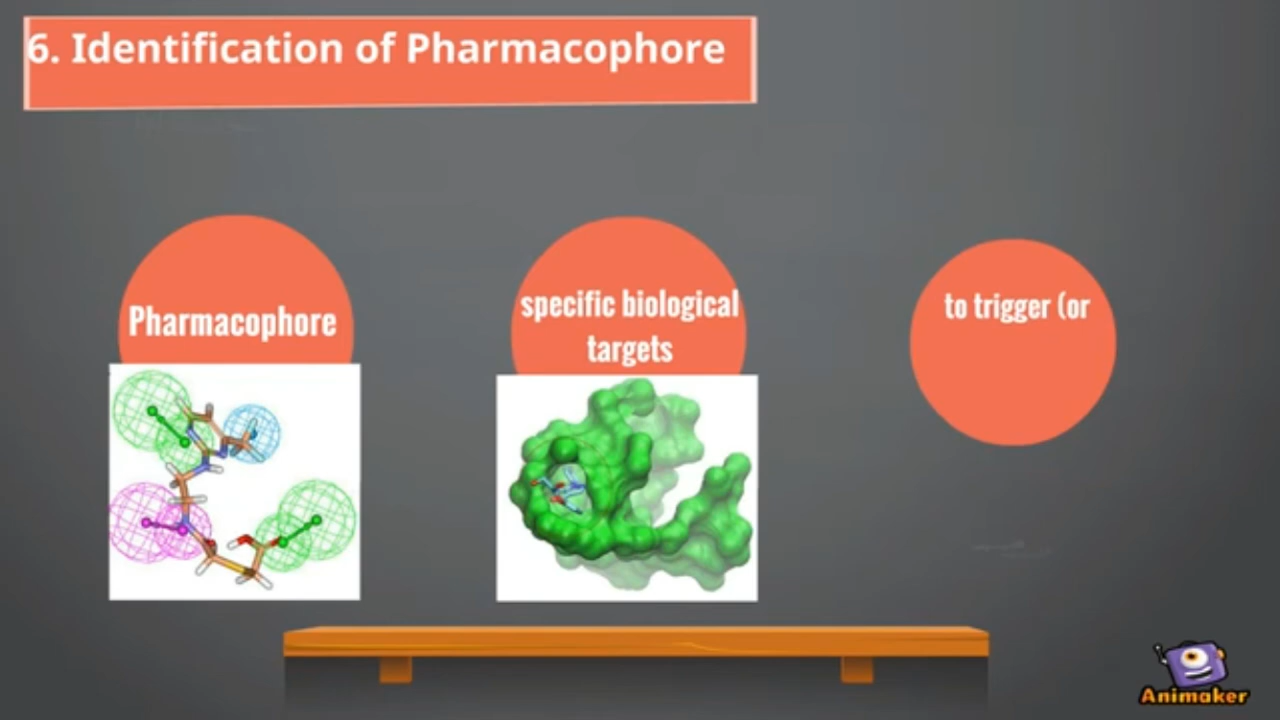 6. Identification of Pharmacophore
Pharmacophore
specific biological
targets
to trigger (or
Animaker